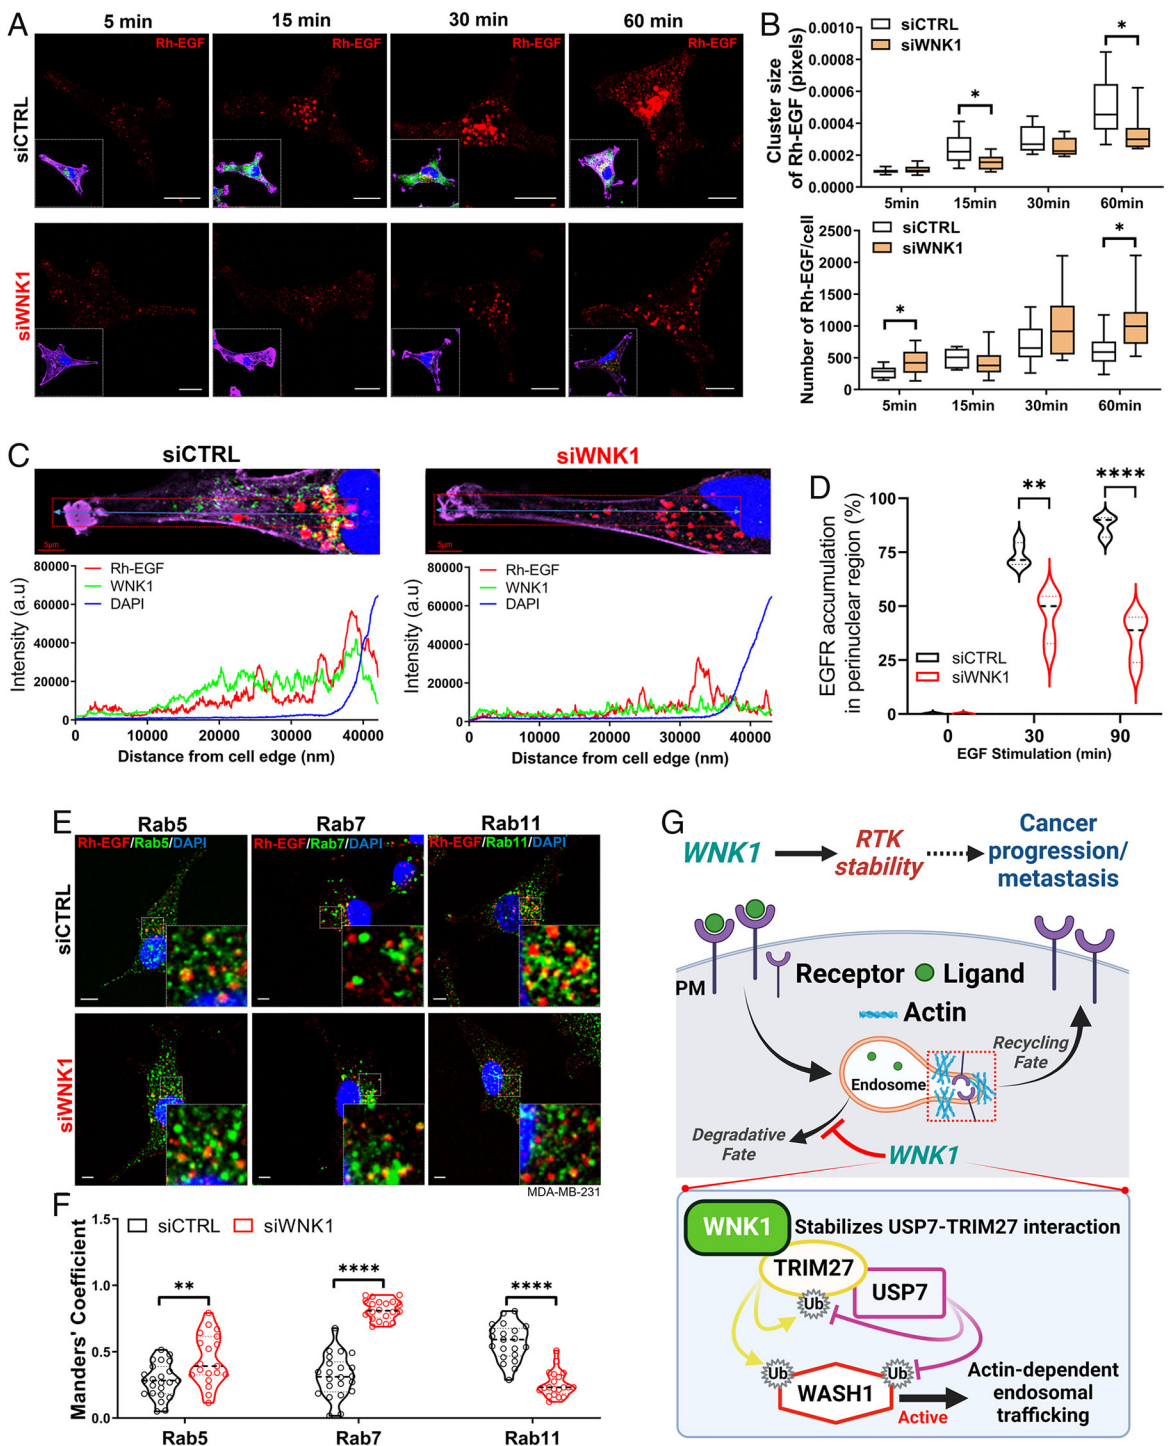 A
5 min
15 min
30 min
60 min
siCTRL
Rh-EGF
Rh-EGF
Rh-EGF
Rh-EGF
siWNK1
B
Cluster size
of Rh-EGF (pixels)
siCTRL
siWNK1
0.0010
0.0008
0.0006
0.0004
0.0002
0.0000
*
*
5min
15min
30min
60min
Number of Rh-EGF/cell
siCTRL
siWNK1
2500
2000
1500
1000
500
0
*
*
5min
15min
30min
60min
C
siCTRL
5μm
Intensity (a.u)
80000
60000
40000
20000
0
Rh-EGF
WNK1
DAPI
0
10000
20000
30000
40000
Distance from cell edge (nm)
siWNK1
5μm
Intensity (a.u)
80000
60000
40000
20000
0
Rh-EGF
WNK1
DAPI
0
10000
20000
30000
40000
Distance from cell edge (nm)
D
EGFR accumulation
in perinuclear region (%)
100
75
50
25
0
**
****
siCTRL
siWNK1
0
30
90
EGF Stimulation (min)
E
Rab5
Rab7
Rab11
siCTRL
Rh-EGF/Rab5/DAPI
Rh-EGF/Rab7/DAPI
Rh-EGF/Rab11/DAPI
siWNK1
MDA-MB-231
F
Manders' Coefficient
siCTRL
siWNK1
1.5
1.0
0.5
0.0
**
****
****
Rab5
Rab7
Rab11
G
WNK1
RTK
stability
Cancer
progression/
metastasis
PM
Receptor
Ligand
Actin
Endosome
Recycling
Fate
Degradative
Fate
WNK1
WNK1
Stabilizes USP7-TRIM27 interaction
TRIM27
USP7
Ub
Ub
Ub
WASH1
Active
Actin-dependent
endosomal
trafficking